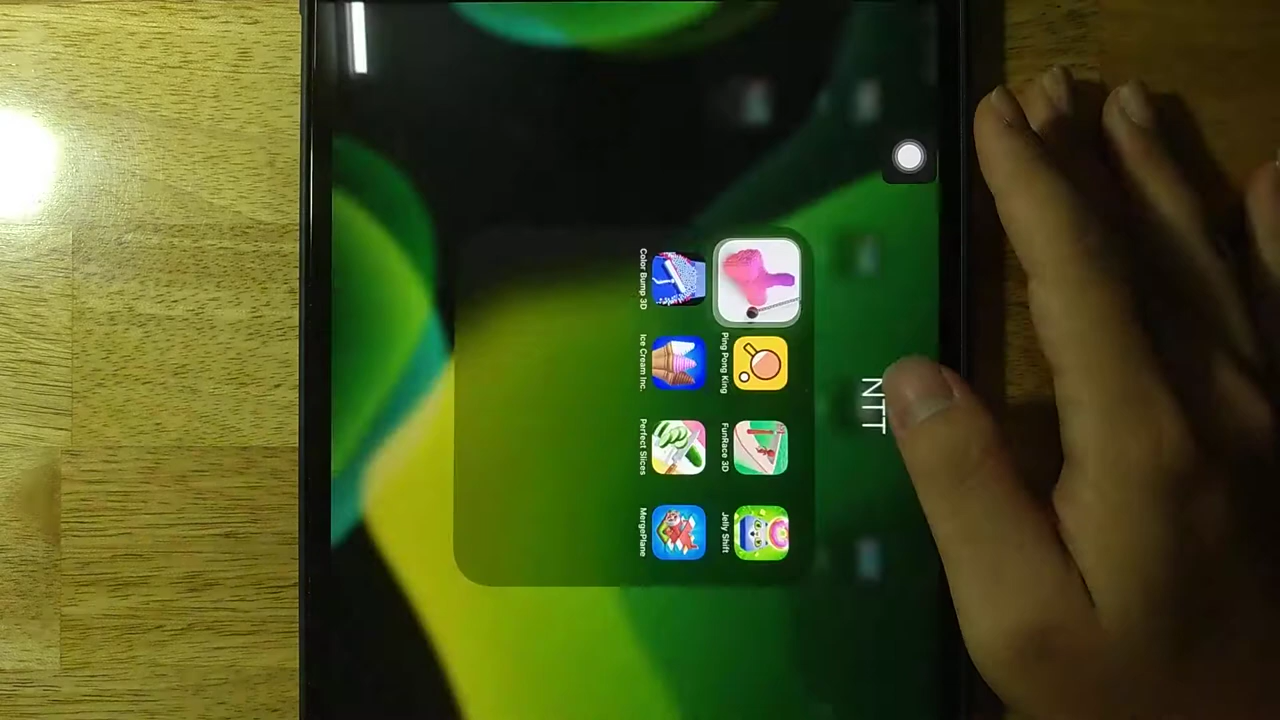 NTT
Ping Pong King
FunRace 3D
Jelly Shift
Color Bump 3D
Ice Cream Inc.
Perfect Slices
MergePlane